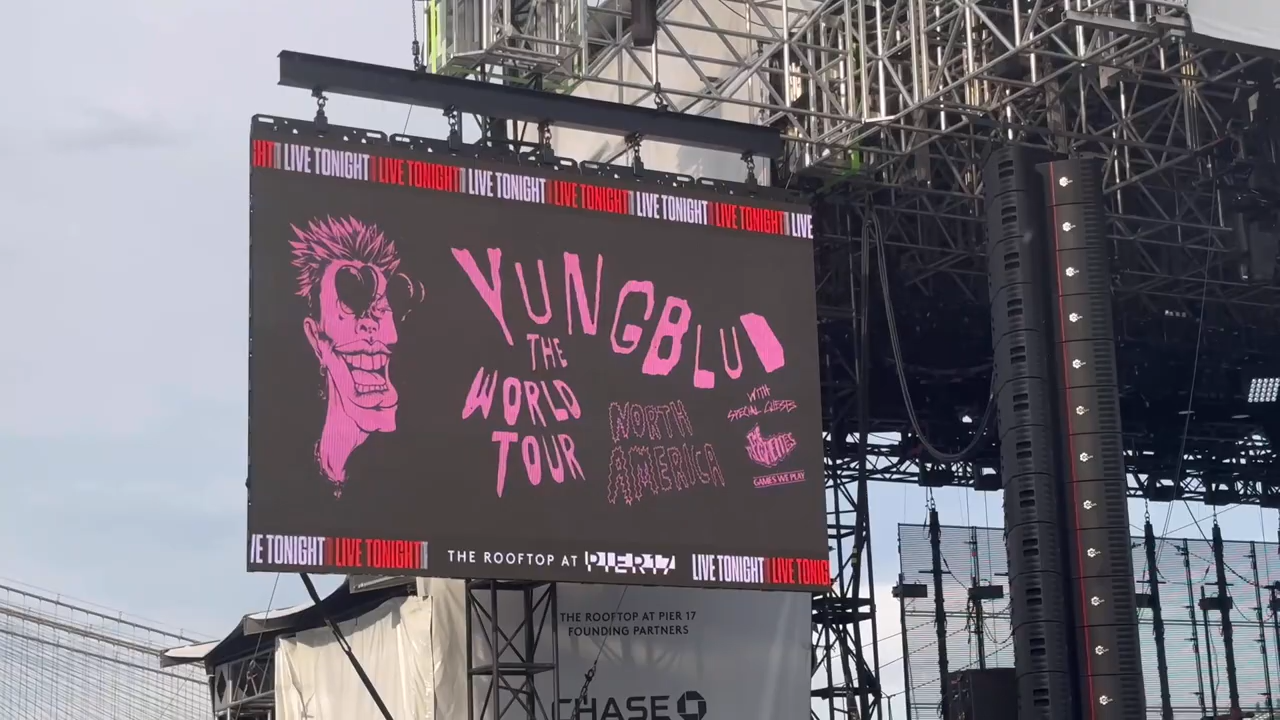 HT LIVE TONIGHT LIVE TONIGHT LIVE TONIGHT LIVE TONIGHT LIVE TONIGHT LIVE TONIGHT LIVE
YUNGBLUD
THE
WORLD
TOUR
NORTH
AMERICA
WITH
SPECIAL GUESTS
GAMES WE PLAY
/E TONIGHT LIVE TONIGHT
THE ROOFTOP AT PIER17
LIVE TONIGHT LIVE TONIG
THE ROOFTOP AT PIER 17
FOUNDING PARTNERS
CHASE